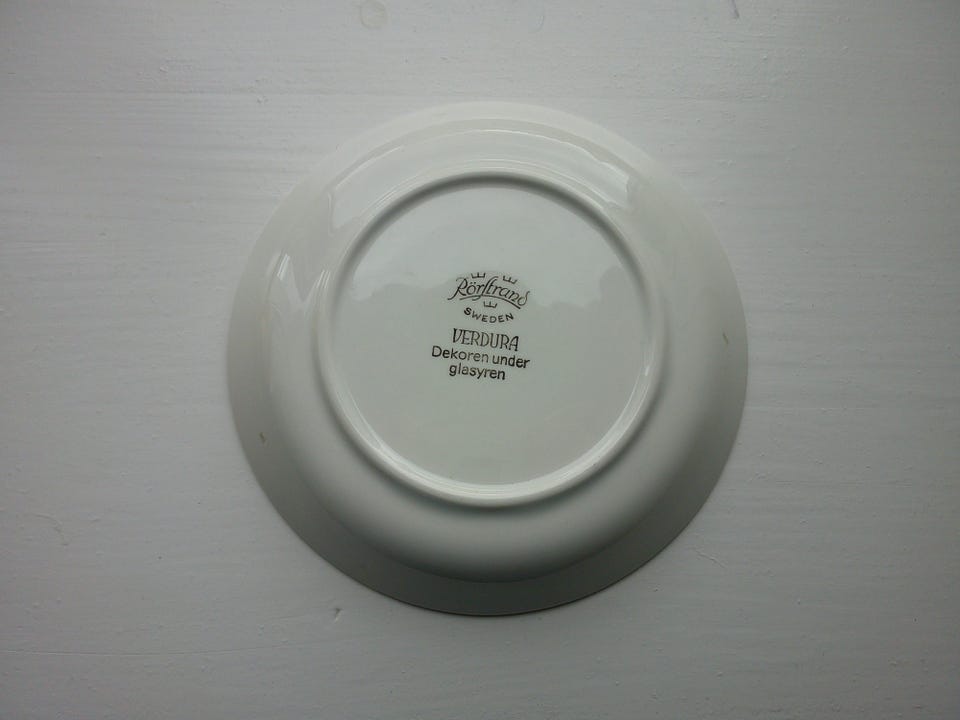 Rörstrand
SWEDEN
VERDURA
Dekoren under
glasyren